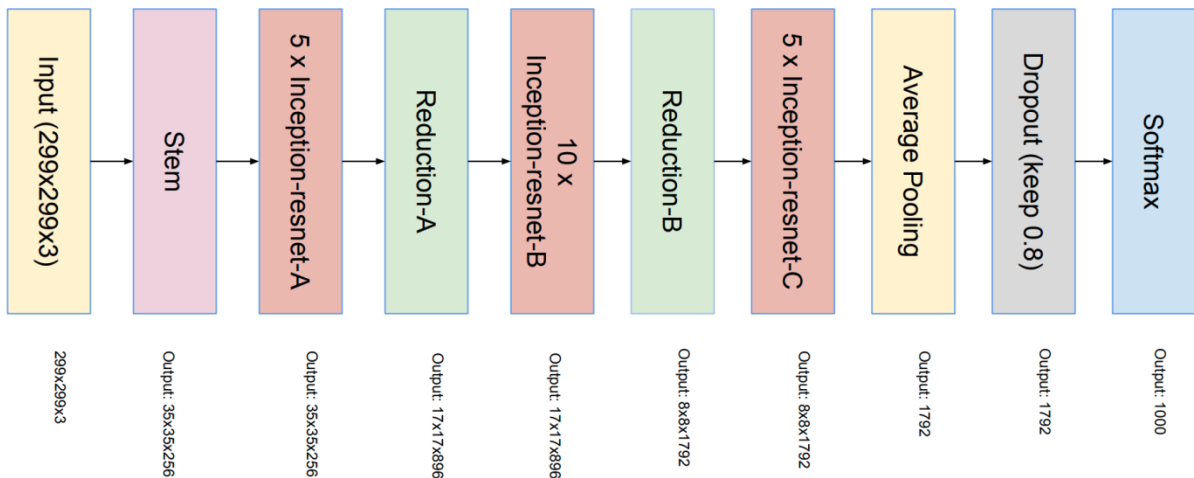 Input (299x299x3)
Stem
5 x Inception-resnet-A
Reduction-A
10 x
Inception-resnet-B
Reduction-B
5 x Inception-resnet-C
Average Pooling
Dropout (keep 0.8)
Softmax
299x299x3
Output: 35x35x256
Output: 35x35x256
Output: 17x17x896
Output: 17x17x896
Output: 8x8x1792
Output: 8x8x1792
Output: 1792
Output: 1792
Output: 1000